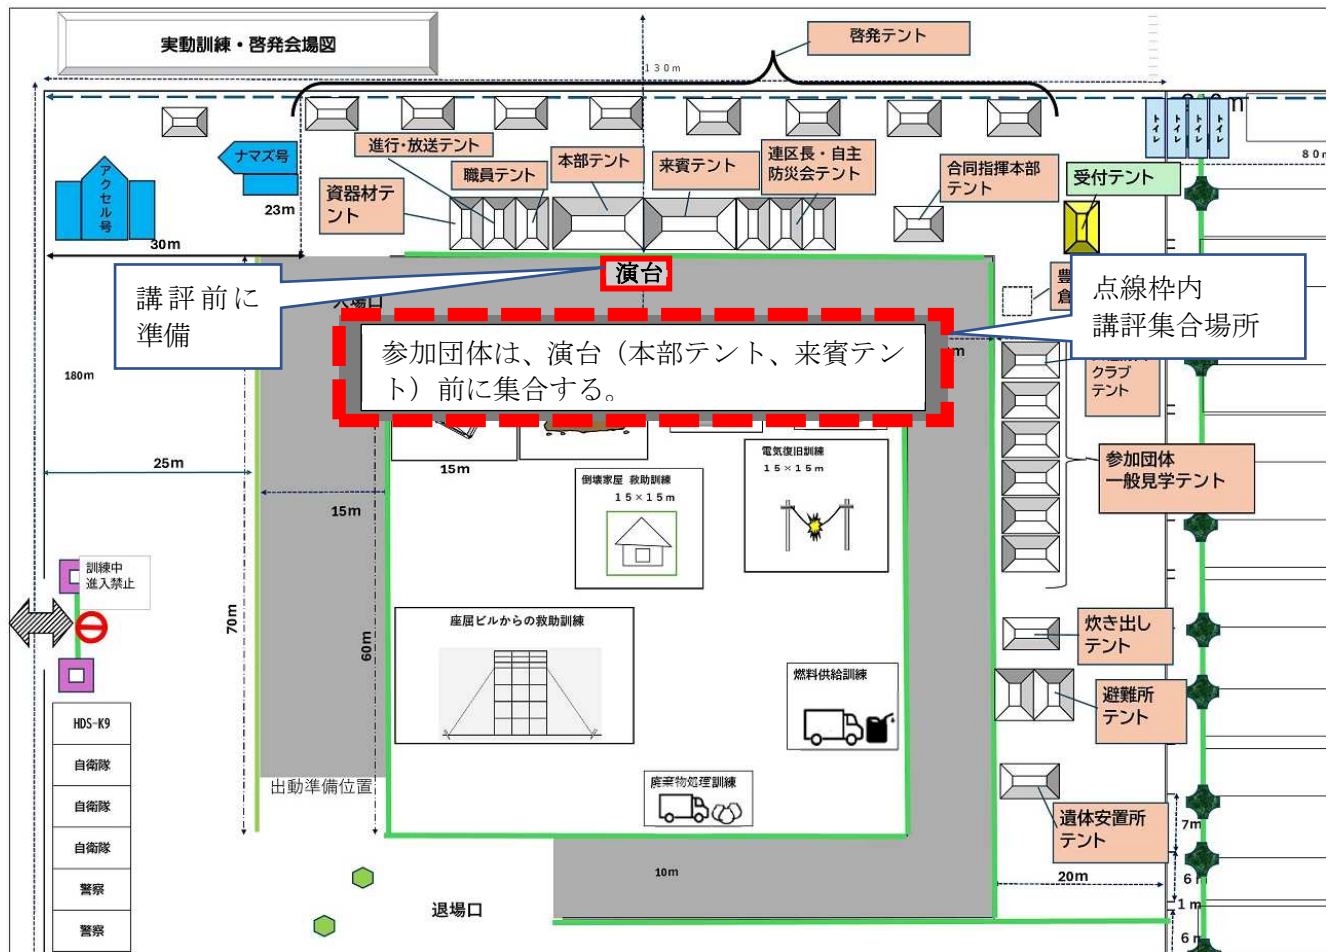 実動訓練・啓発会場図
啓発テント
130m
トイレ
トイレ
トイレ
トイレ
80m
アクセル号
ナマズ号
23m
30m
資器材テ
ント
進行・放送テント
職員テント
本部テント
来賓テント
連区長・自主
防災会テント
合同指揮本部
テント
受付テント
講評前に
準備
演台
点線枠内
講評集合場所
参加団体は、演台（本部テント、来賓テン
ト）前に集合する。
180m
クラブ
テント
25m
15m
15m
倒壊家屋 救助訓練
15×15m
電気復旧訓練
15×15m
参加団体
一般見学テント
訓練中
進入禁止
70m
60m
座屈ビルからの救助訓練
燃料供給訓練
炊き出し
テント
避難所
テント
HDS-K9
自衛隊
自衛隊
自衛隊
警察
警察
出動準備位置
廃棄物処理訓練
遺体安置所
テント
7m
10m
20m
6m
1m
6m
退場口